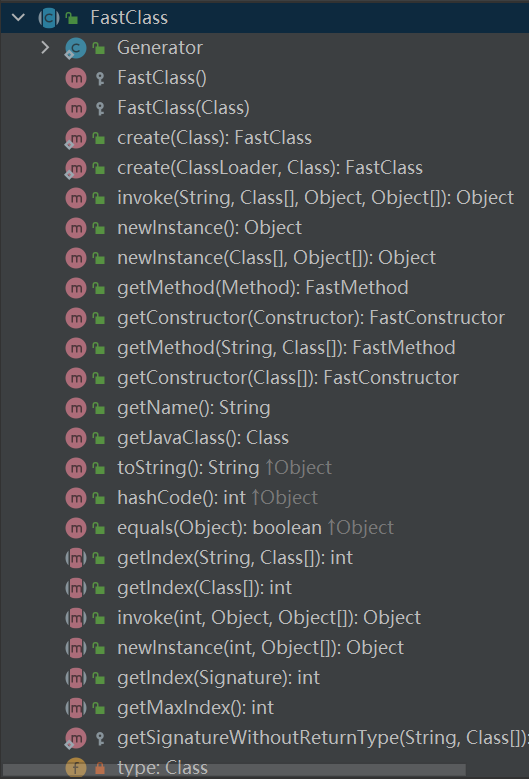 FastClass
Generator
FastClass()
FastClass(Class)
create(Class): FastClass
create(ClassLoader, Class): FastClass
invoke(String, Class[], Object, Object[]): Object
newInstance(): Object
newInstance(Class[], Object[]): Object
getMethod(Method): FastMethod
getConstructor(Constructor): FastConstructor
getMethod(String, Class[]): FastMethod
getConstructor(Class[]): FastConstructor
getName(): String
getJavaClass(): Class
toString(): String ↑Object
hashCode(): int ↑Object
equals(Object): boolean ↑Object
getIndex(String, Class[]): int
getIndex(Class[]): int
invoke(int, Object, Object[]): Object
newInstance(int, Object[]): Object
getIndex(Signature): int
getMaxIndex(): int
getSignatureWithoutReturnType(String, Class[]):
type: Class